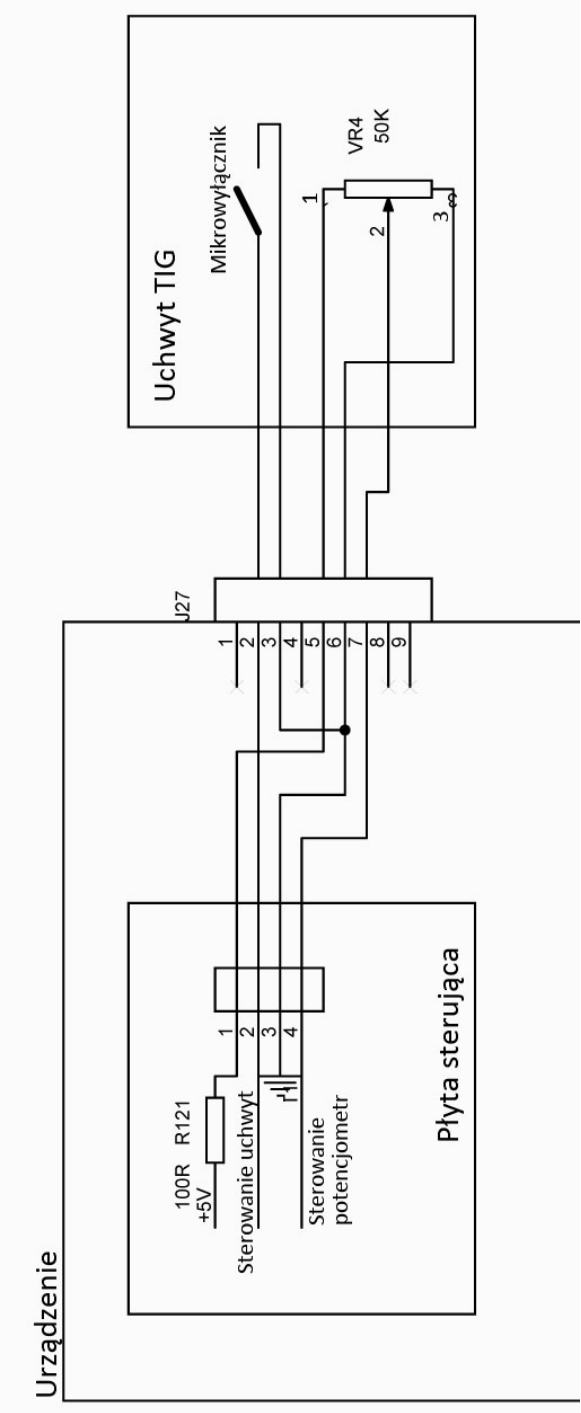 Urządzenie
Płyta sterująca
+5V
100R R121
Sterowanie uchwyt
Sterowanie
potencjometr
1
2
3
4
J27
1
2
3
4
5
6
7
8
9
Uchwyt TIG
Mikrowyłącznik
VR4
50K
1
2
3